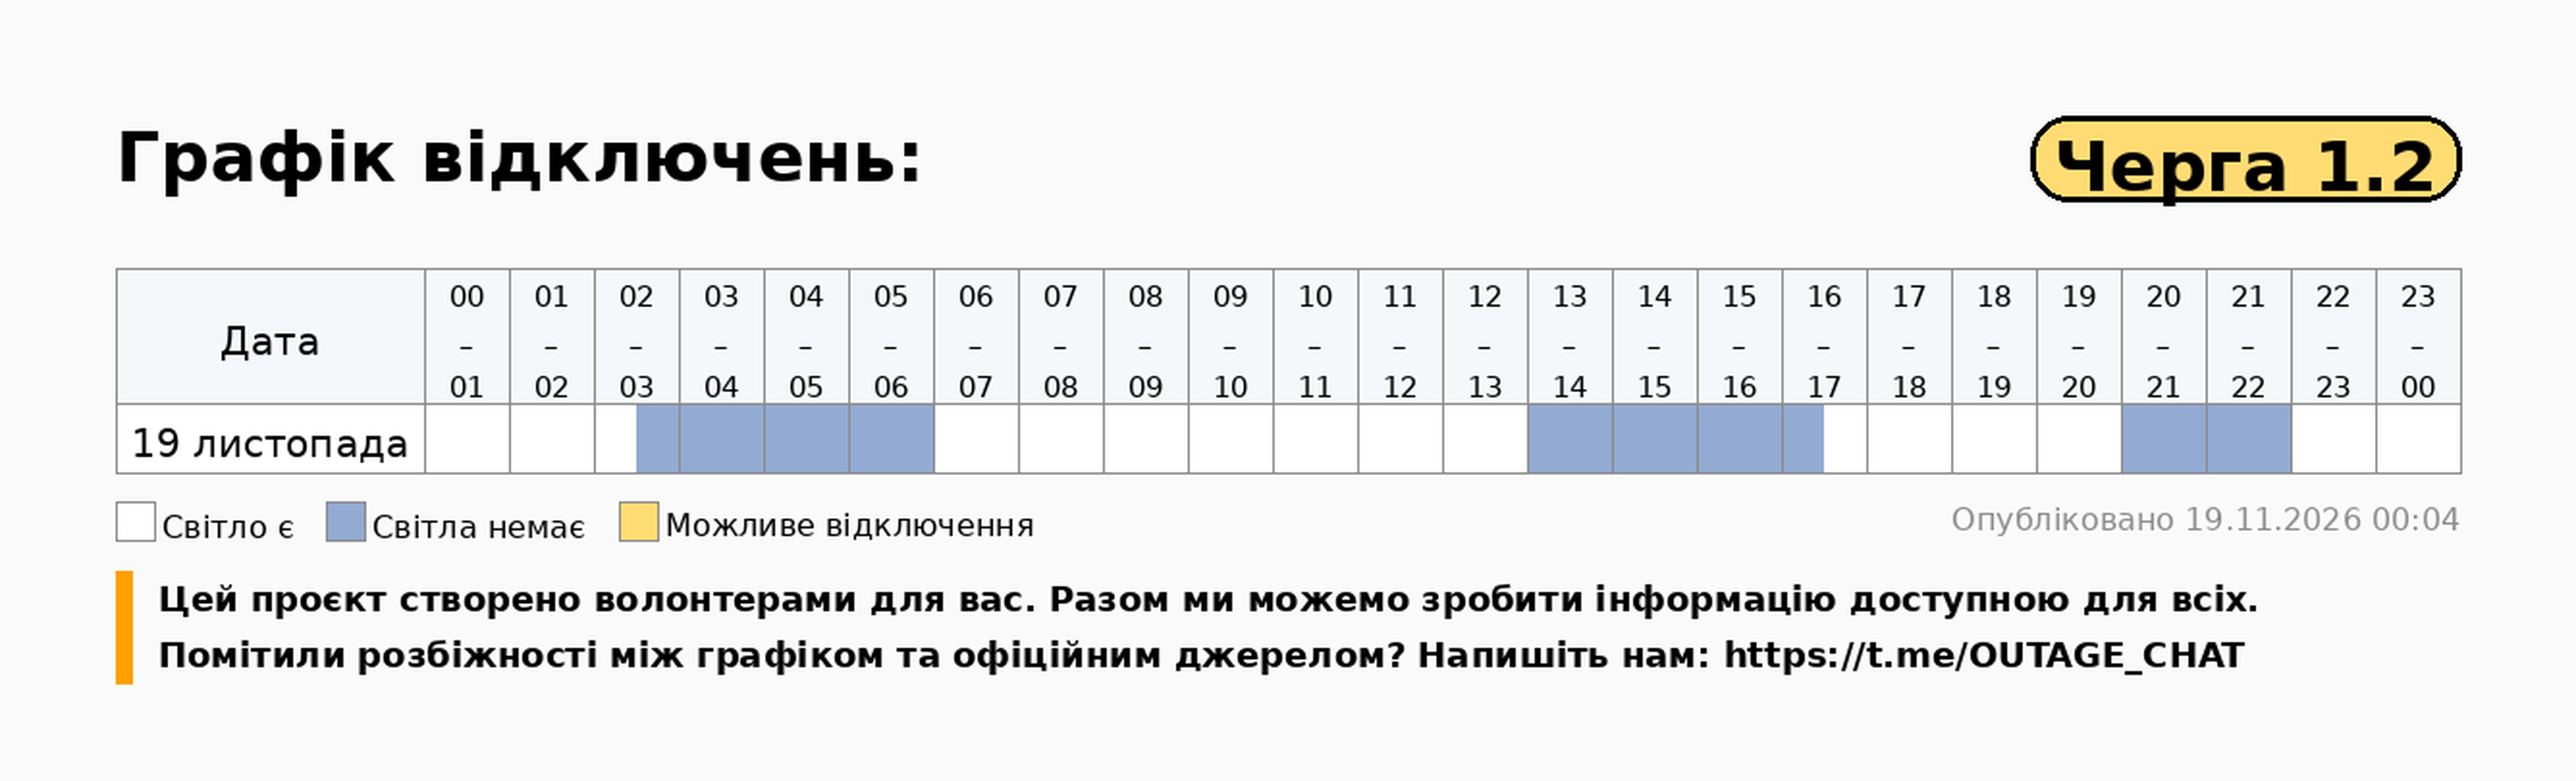 Графік відключень:
Черга 1.2
Дата
00 – 01
01 – 02
02 – 03
03 – 04
04 – 05
05 – 06
06 – 07
07 – 08
08 – 09
09 – 10
10 – 11
11 – 12
12 – 13
13 – 14
14 – 15
15 – 16
16 – 17
17 – 18
18 – 19
19 – 20
20 – 21
21 – 22
22 – 23
23 – 00
19 листопада
Світло є
Світла немає
Можливе відключення
Опубліковано 19.11.2026 00:04
Цей проєкт створено волонтерами для вас. Разом ми можемо зробити інформацію доступною для всіх.
Помітили розбіжності між графіком та офіційним джерелом? Напишіть нам: https://t.me/OUTAGE_CHAT